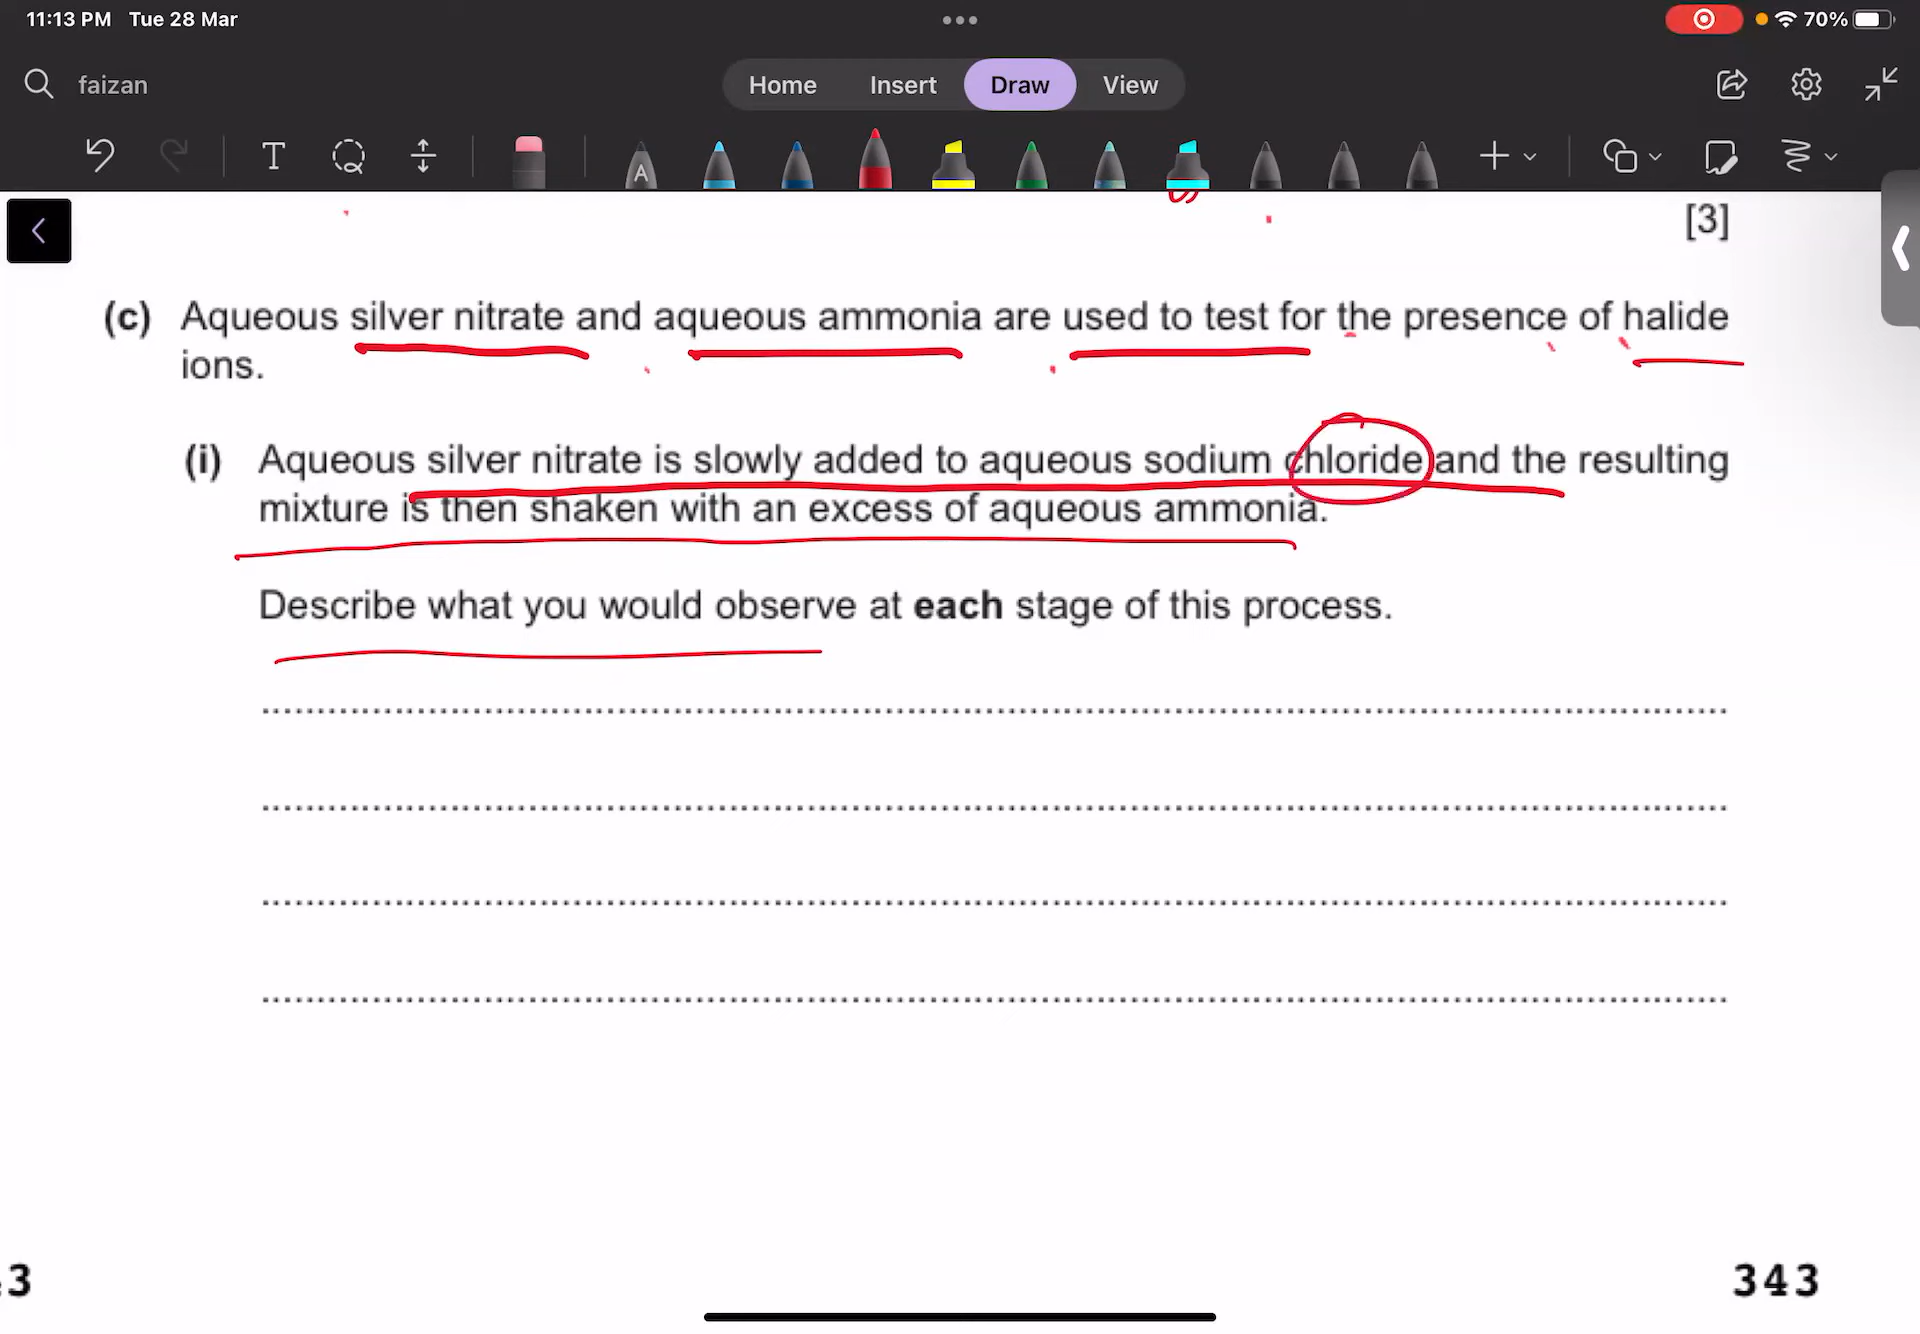 11:13 PM Tue 28 Mar
70%
faizan
Home Insert Draw View
T
A
[3]
(c) Aqueous silver nitrate and aqueous ammonia are used to test for the presence of halide
ions.
(i) Aqueous silver nitrate is slowly added to aqueous sodium chloride and the resulting
mixture is then shaken with an excess of aqueous ammonia.
Describe what you would observe at each stage of this process.
3
343